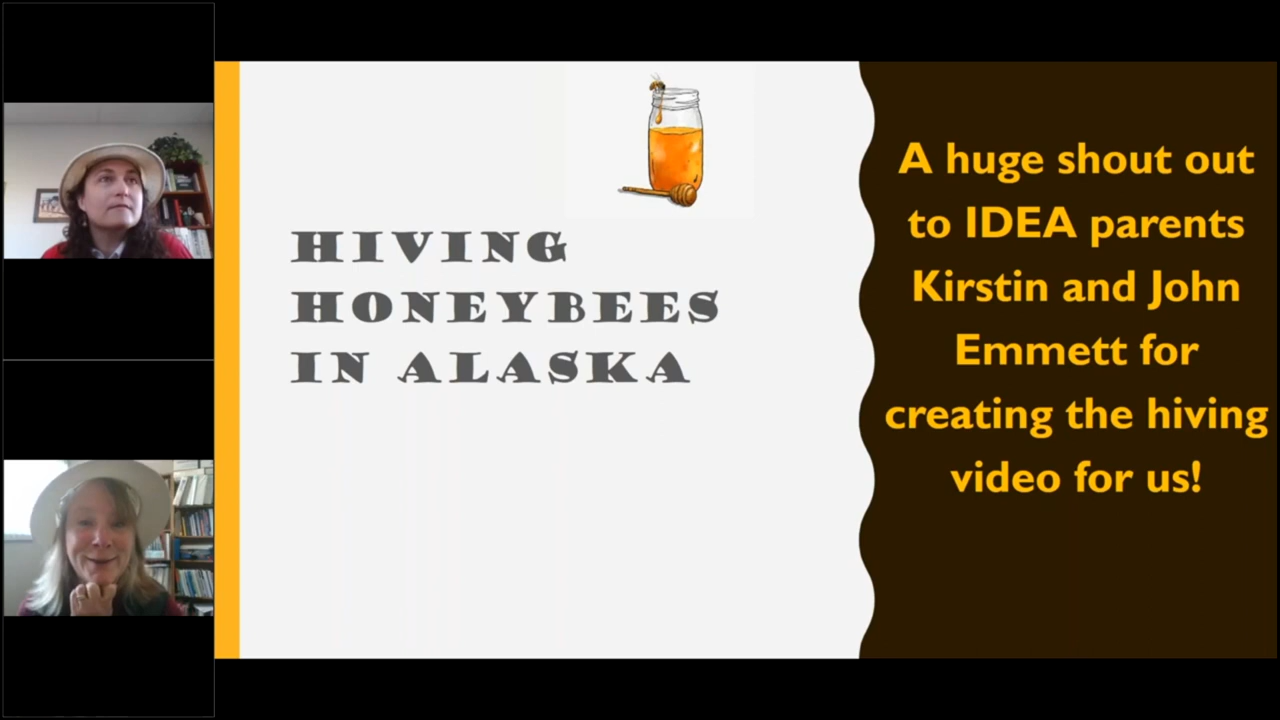 HIVING
HONEYBEES
IN ALASKA
A huge shout out
to IDEA parents
Kirstin and John
Emmett for
creating the hiving
video for us!